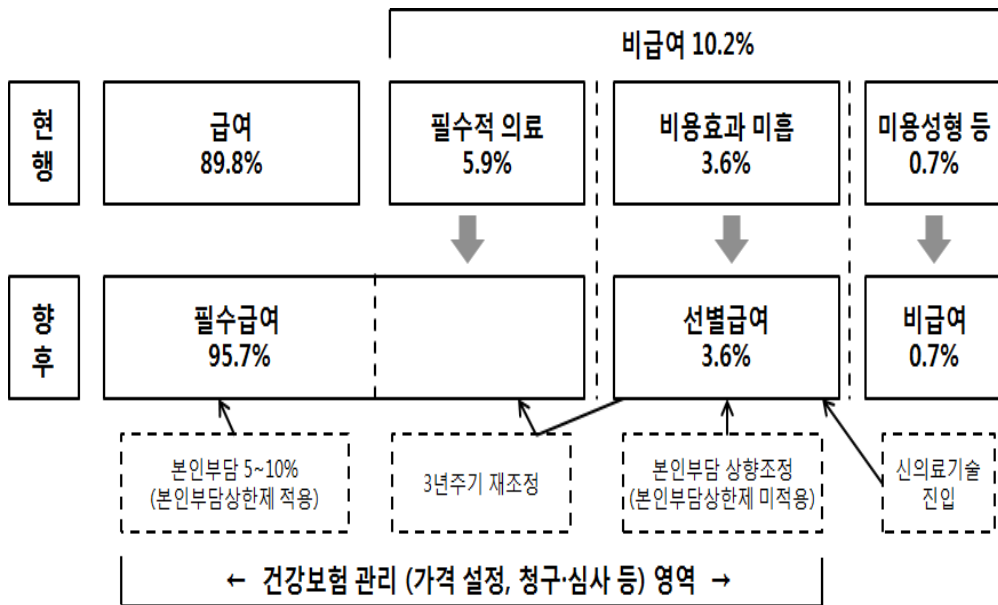 비급여 10.2%
현
행
급여
89.8%
필수적 의료
5.9%
비용효과 미흡
3.6%
미용성형 등
0.7%
향
후
필수급여
95.7%
선별급여
3.6%
비급여
0.7%
본인부담 5~10%
(본인부담상한제 적용)
3년주기 재조정
본인부담 상향조정
(본인부담상한제 미적용)
신의료기술
진입
← 건강보험 관리 (가격 설정, 청구·심사 등) 영역 →